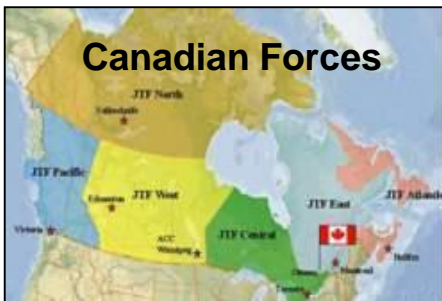 Canadian Forces
JTF North
Yellowknife
JTF Pacific
JTF West
Edmonton
JTF East
JTF Atlantic
JTF Central
Victoria
ACC
Winnipeg
Ottawa
Montreal
Halifax
Toronto